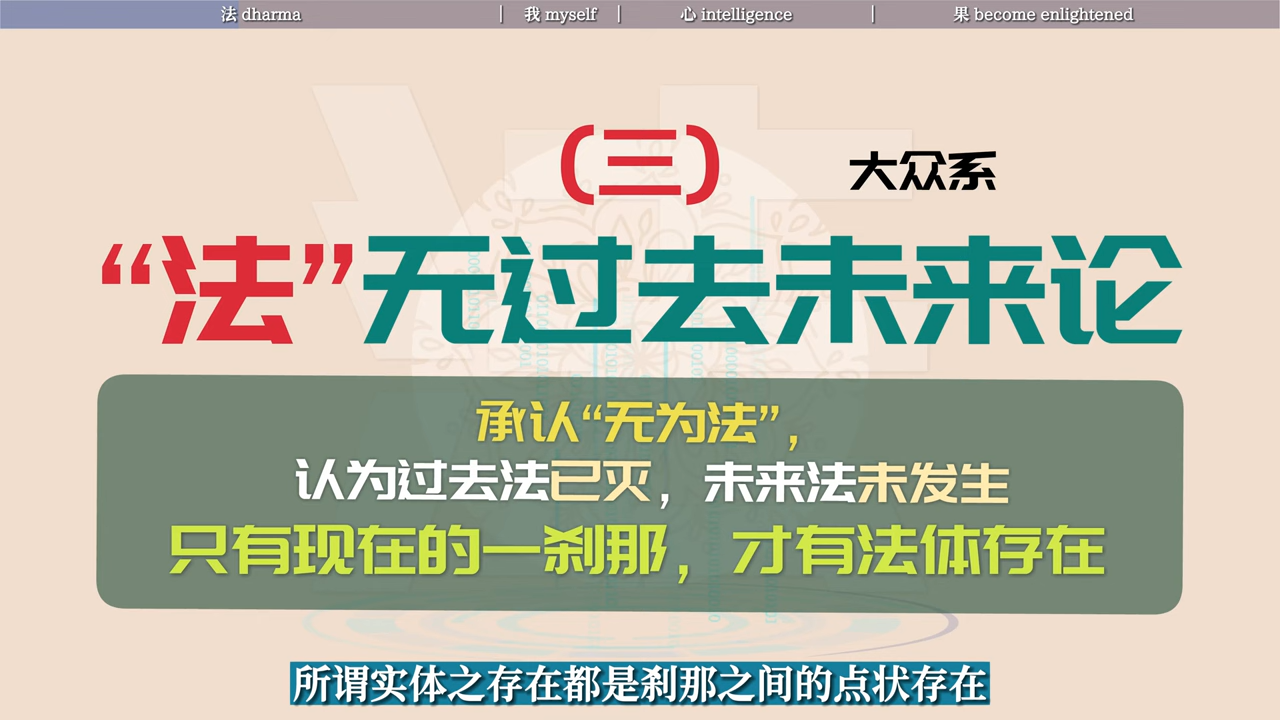 法 dharma | 我 myself | 心 intelligence | 果 become enlightened
（三）
大众系
“法”无过去未来论
承认“无为法”，
认为过去法已灭，未来法未发生
只有现在的一刹那，才有法体存在
所谓实体之存在都是刹那之间的点状存在